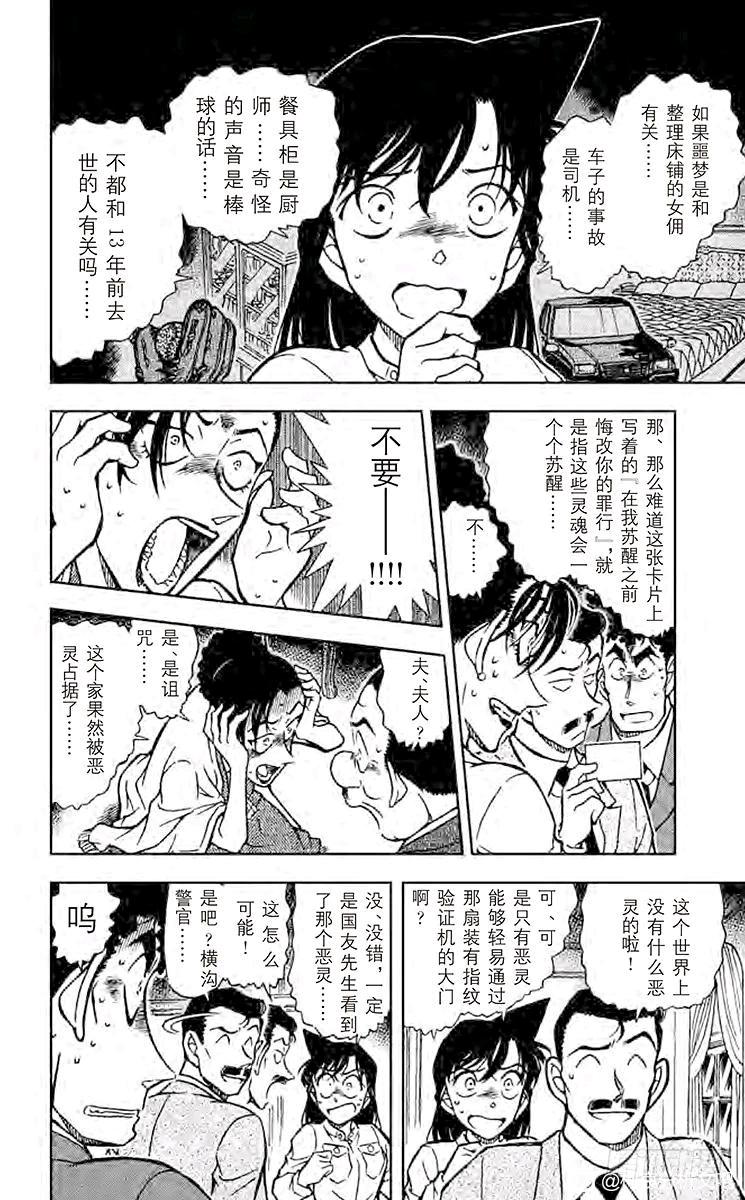 如果噩梦是和
整理床铺的女佣
有关……
车子的事故
是司机……
餐具柜是厨
师……奇怪
的声音是棒
球的话……
不都和13年前去
世的人有关吗……
那、那么难道这张卡片上
写着的『在我苏醒之前
悔改你的罪行』,就
是指这些灵魂会一
个个苏醒……
不……
不要——!!!!
夫、夫人?
是、是诅
咒……
这个家果然被恶
灵占据了……
这个世界上
没有什么恶
灵的啦!
可、可
是只有恶灵
能够轻易通过
那扇装有指纹
验证机的大门
啊?
没、没错,一定
是国友先生看到
了那个恶灵……
这怎么
可能!
是吧?横沟
警官……
呜